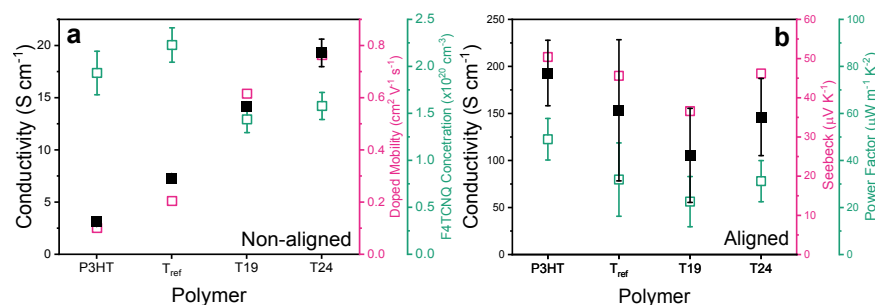 a
Conductivity (S cm⁻¹)
20
15
10
5
0
P3HT
T_ref
T19
T24
Polymer
Non-aligned
0.8
0.6
0.4
0.2
0.0
Doped Mobility (cm² V⁻¹ s⁻¹)
2.5
2.0
1.5
1.0
0.5
0.0
F4TCNQ Concetration (x10²⁰ cm⁻³)
b
Conductivity (S cm⁻¹)
250
200
150
100
50
0
P3HT
T_ref
T19
T24
Polymer
Aligned
60
50
40
30
20
10
0
Seebeck (µV K⁻¹)
100
80
60
40
20
0
Power Factor (µW m⁻¹ K⁻²)